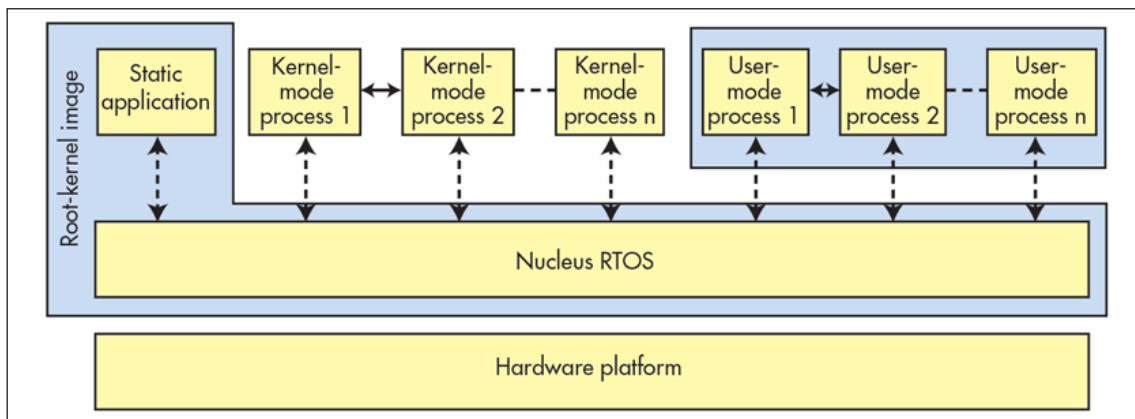 Root-kernel image
Static
application
Kernel-
mode
process 1
Kernel-
mode
process 2
Kernel-
mode
process n
User-
mode
process 1
User-
mode
process 2
User-
mode
process n
Nucleus RTOS
Hardware platform